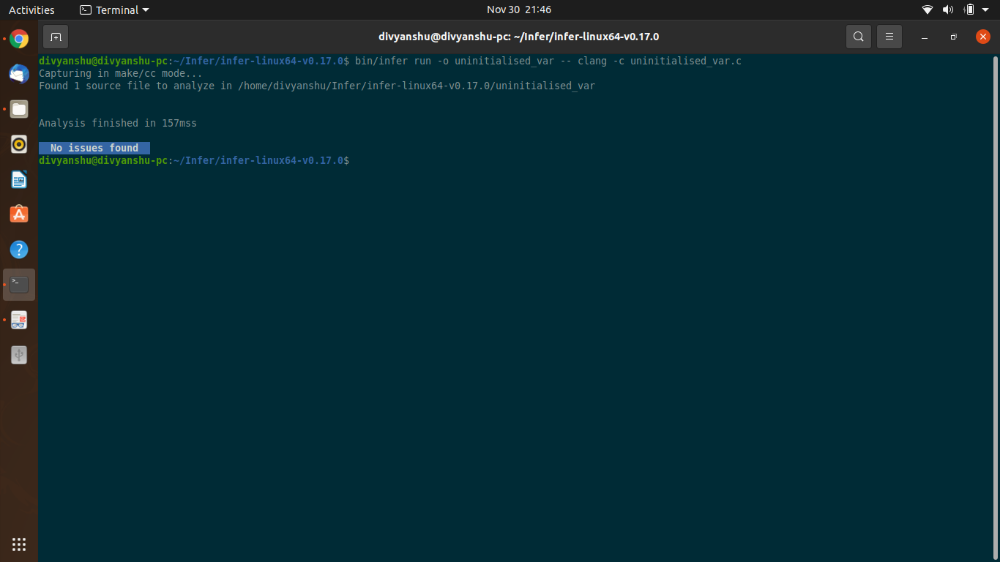 Activities Terminal Nov 30 21:46
divyanshu@divyanshu-pc: ~/Infer/infer-linux64-v0.17.0
divyanshu@divyanshu-pc:~/Infer/infer-linux64-v0.17.0$ bin/infer run -o uninitialised_var -- clang -c uninitialised_var.c
Capturing in make/cc mode...
Found 1 source file to analyze in /home/divyanshu/Infer/infer-linux64-v0.17.0/uninitialised_var
Analysis finished in 157mss
No issues found
divyanshu@divyanshu-pc:~/Infer/infer-linux64-v0.17.0$